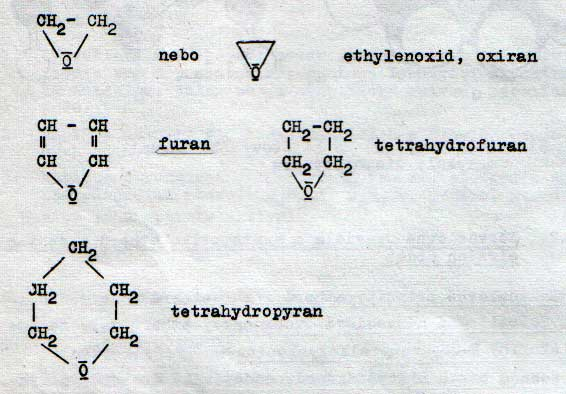 CH2 - CH2
O nebo O ethylenoxid, oxiran
CH - CH CH2-CH2
CH CH furan CH2 CH2 tetrahydrofuran
O O
CH2
CH2 CH2
CH2 CH2 tetrahydropyran
O